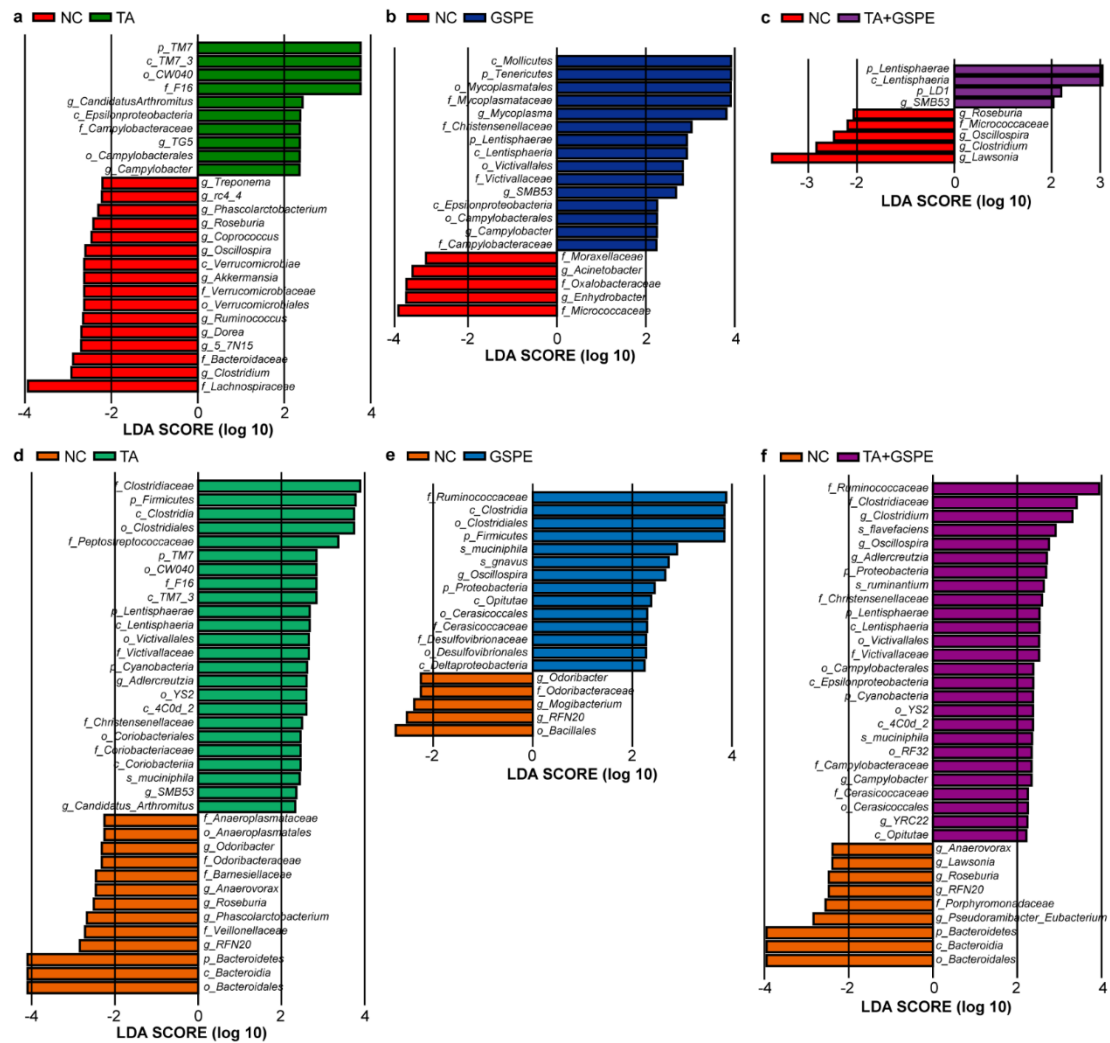 a NC TA
p_TM7
c_TM7_3
o_CW040
f_F16
g_CandidatusArthromitus
c_Epsilonproteobacteria
f_Campylobacteraceae
g_TG5
o_Campylobacterales
g_Campylobacter
g_Treponema
g_rc4_4
g_Phascolarctobacterium
g_Roseburia
g_Coprococcus
g_Oscillospira
c_Verrucomicrobiae
g_Akkermansia
f_Verrucomicrobiaceae
o_Verrucomicrobiales
g_Ruminococcus
g_Dorea
g_5_7N15
f_Bacteroidaceae
g_Clostridium
f_Lachnospiraceae
-4 -2 0 2 4
LDA SCORE (log 10)
b NC GSPE
c_Mollicutes
p_Tenericutes
o_Mycoplasmatales
f_Mycoplasmataceae
g_Mycoplasma
f_Christensenellaceae
p_Lentisphaerae
c_Lentisphaeria
o_Victivallales
f_Victivallaceae
g_SMB53
c_Epsilonproteobacteria
o_Campylobacterales
g_Campylobacter
f_Campylobacteraceae
f_Moraxellaceae
g_Acinetobacter
f_Oxalobacteraceae
g_Enhydrobacter
f_Micrococcaceae
-4 -2 0 2 4
LDA SCORE (log 10)
c NC TA+GSPE
p_Lentisphaerae
c_Lentisphaeria
p_LD1
g_SMB53
g_Roseburia
f_Micrococcaceae
g_Oscillospira
g_Clostridium
g_Lawsonia
-3 -2 0 2 3
LDA SCORE (log 10)
d NC TA
f_Clostridiaceae
p_Firmicutes
c_Clostridia
o_Clostridiales
f_Peptostreptococcaceae
p_TM7
o_CW040
f_F16
c_TM7_3
p_Lentisphaerae
c_Lentisphaeria
o_Victivallales
f_Victivallaceae
p_Cyanobacteria
g_Adlercreutzia
o_YS2
c_4C0d_2
f_Christensenellaceae
o_Coriobacteriales
f_Coriobacteriaceae
c_Coriobacteriia
s_muciniphila
g_SMB53
g_Candidatus_Arthromitus
f_Anaeroplasmataceae
o_Anaeroplasmatales
g_Odoribacter
f_Odoribacteraceae
f_Barnesiellaceae
g_Anaerovorax
g_Roseburia
g_Phascolarctobacterium
f_Veillonellaceae
g_RFN20
p_Bacteroidetes
c_Bacteroidia
o_Bacteroidales
-4 -2 0 2 4
LDA SCORE (log 10)
e NC GSPE
f_Ruminococcaceae
c_Clostridia
o_Clostridiales
p_Firmicutes
s_muciniphila
s_gnavus
g_Oscillospira
p_Proteobacteria
c_Opitutae
o_Cerasicoccales
f_Cerasicoccaceae
f_Desulfovibrionaceae
o_Desulfovibrionales
c_Deltaproteobacteria
g_Odoribacter
f_Odoribacteraceae
g_Mogibacterium
g_RFN20
o_Bacillales
-2 0 2 4
LDA SCORE (log 10)
f NC TA+GSPE
f_Ruminococcaceae
f_Clostridiaceae
g_Clostridium
s_flavefaciens
g_Oscillospira
g_Adlercreutzia
p_Proteobacteria
s_ruminantium
f_Christensenellaceae
p_Lentisphaerae
c_Lentisphaeria
o_Victivallales
f_Victivallaceae
o_Campylobacterales
c_Epsilonproteobacteria
p_Cyanobacteria
o_YS2
c_4C0d_2
s_muciniphila
o_RF32
f_Campylobacteraceae
g_Campylobacter
f_Cerasicoccaceae
o_Cerasicoccales
g_YRC22
c_Opitutae
g_Anaerovorax
g_Lawsonia
g_Roseburia
g_RFN20
f_Porphyromonadaceae
g_Pseudoramibacter_Eubacterium
p_Bacteroidetes
c_Bacteroidia
o_Bacteroidales
-4 -2 0 2 4
LDA SCORE (log 10)